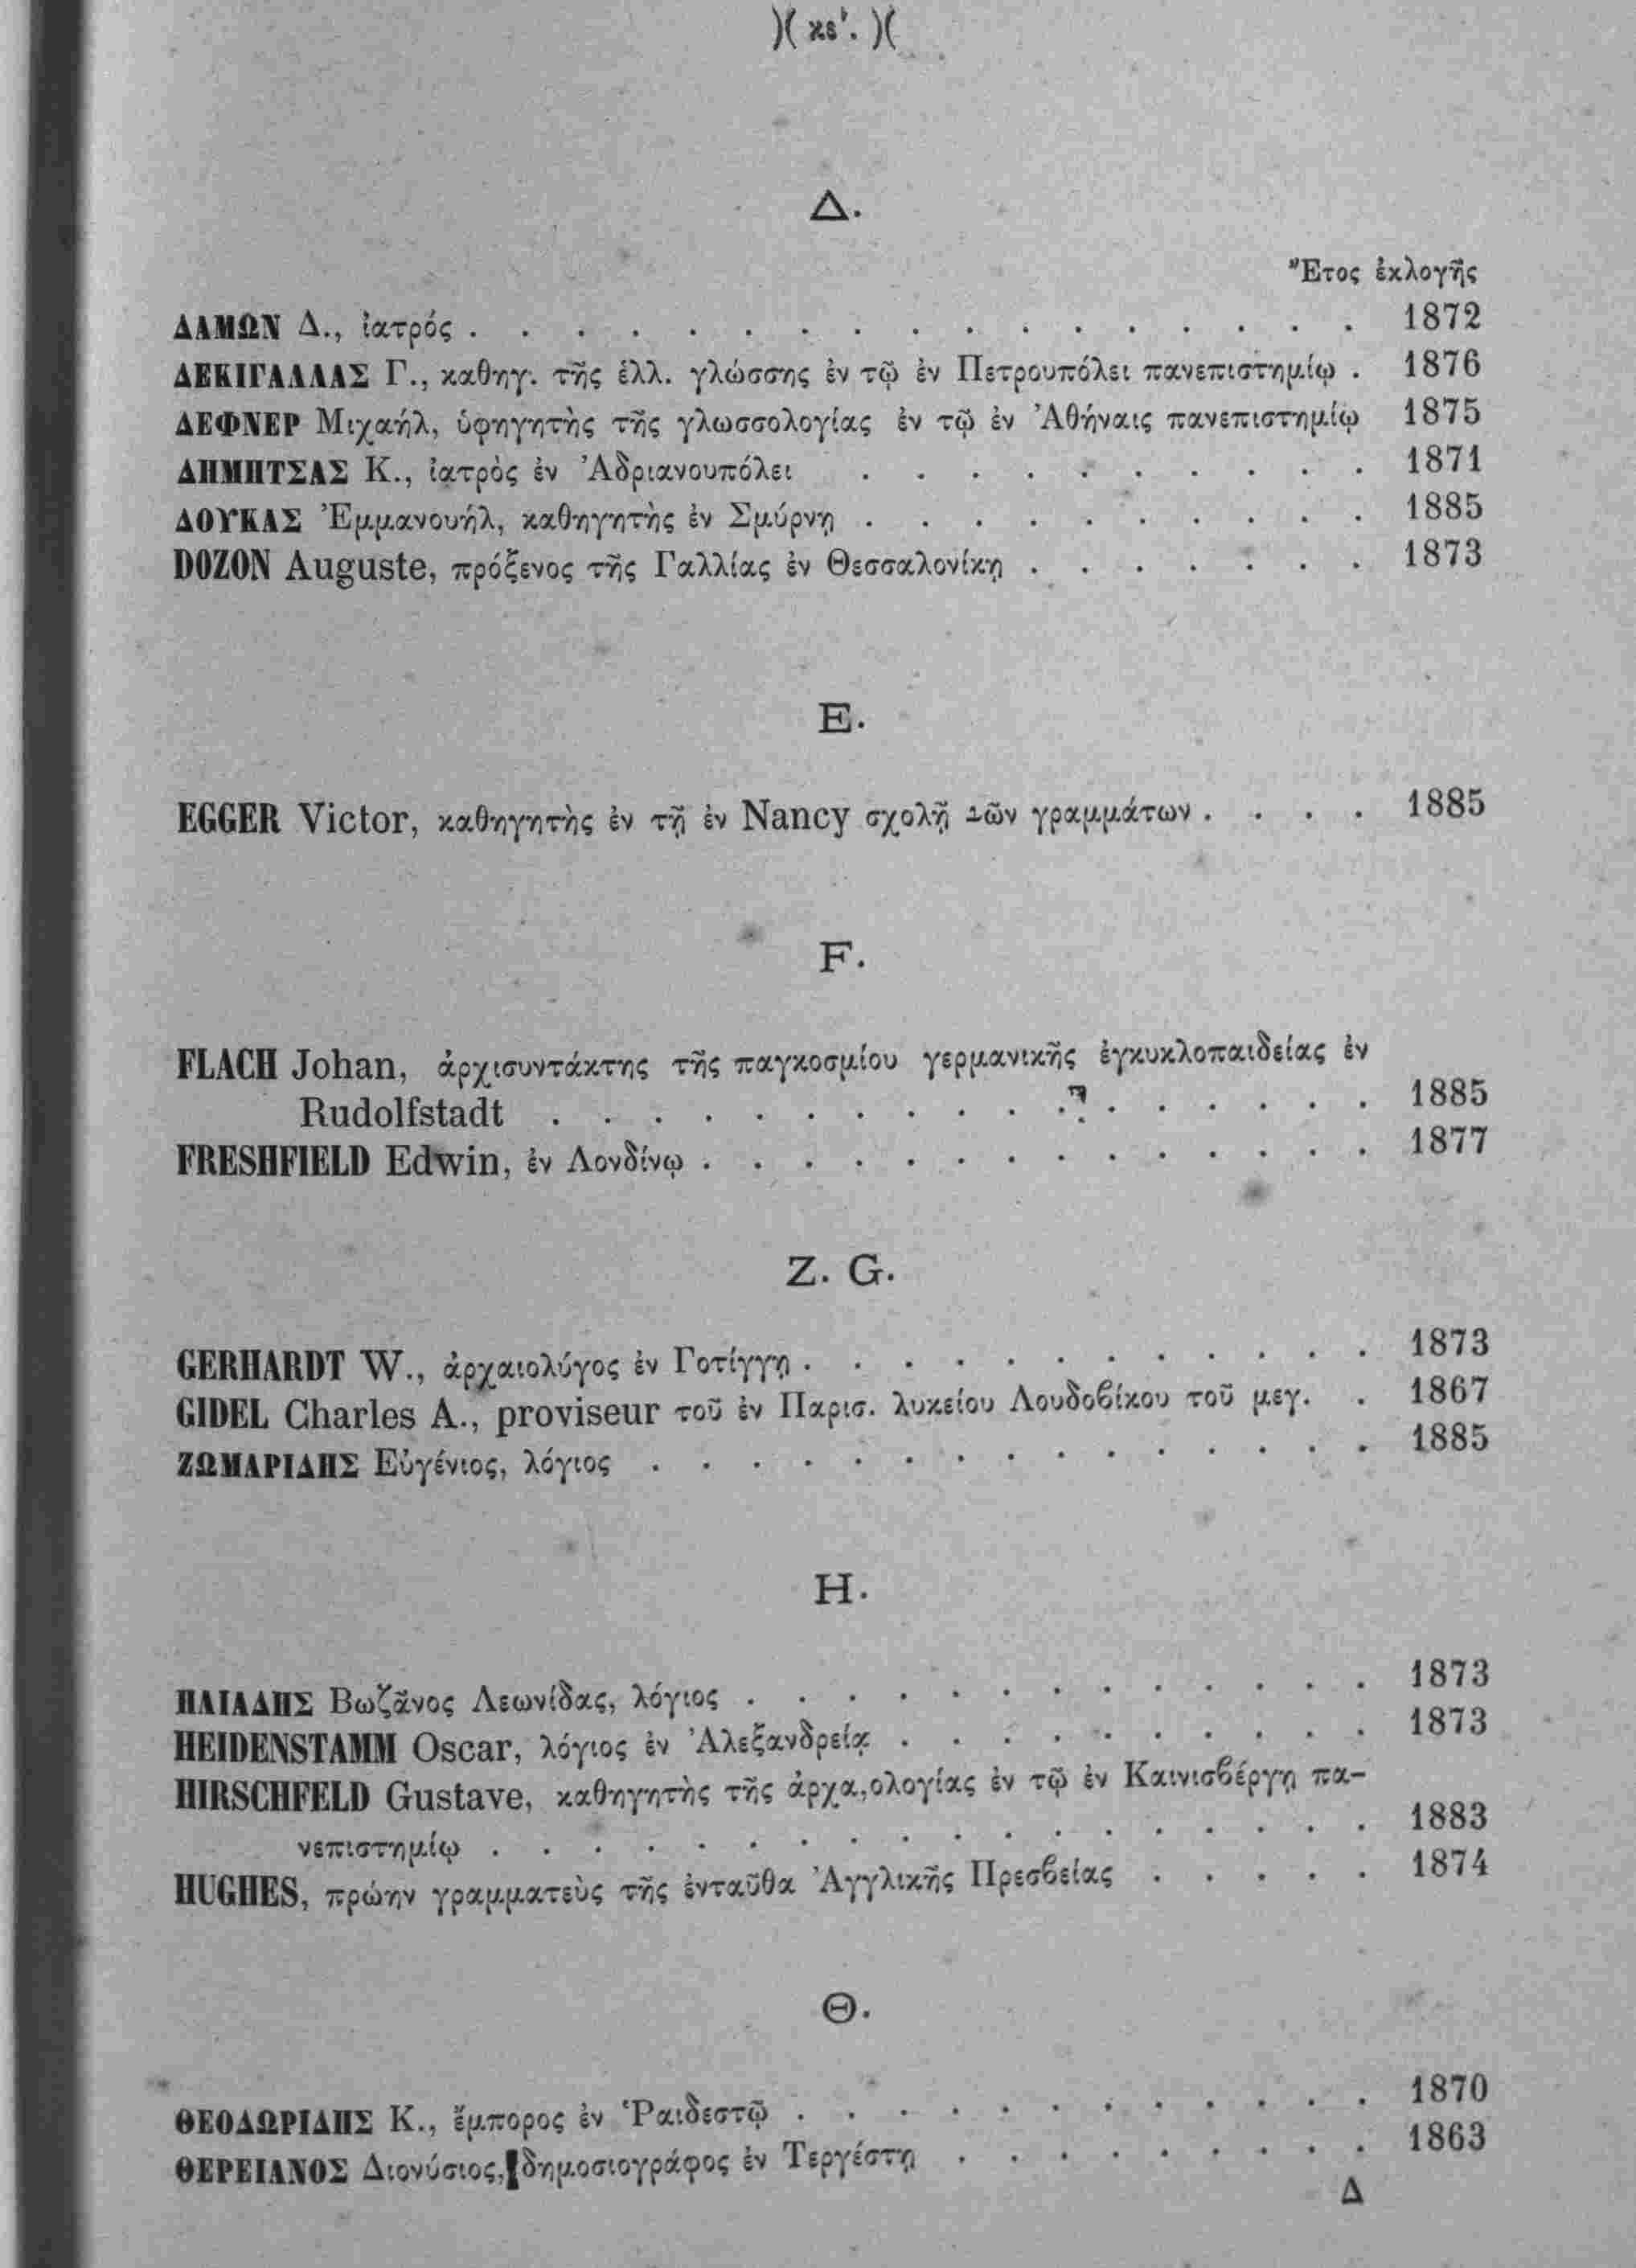 )( κε'. )(
Δ.
Ἔτος ἐκλογῆς
ΔΑΜΩΝ Δ., ἰατρός . . . . . . . . . . . . . . . . . 1872
ΔΕΚΙΓΑΛΛΑΣ Γ., καθηγ. τῆς ἑλλ. γλώσσης ἐν τῷ ἐν Πετρουπόλει πανεπιστημίῳ . 1876
ΔΕΦΝΕΡ Μιχαήλ, ὑφηγητὴς τῆς γλωσσολογίας ἐν τῷ ἐν Ἀθήναις πανεπιστημίῳ 1875
ΔΗΜΗΤΣΑΣ Κ., ἰατρὸς ἐν Ἀδριανουπόλει . . . . . . . . . . 1871
ΔΟΥΚΑΣ Ἐμμανουήλ, καθηγητὴς ἐν Σμύρνῃ . . . . . . . . . . 1885
DOZON Auguste, πρόξενος τῆς Γαλλίας ἐν Θεσσαλονίκῃ . . . . . . . 1873
Ε.
EGGER Victor, καθηγητὴς ἐν τῇ ἐν Nancy σχολῇ τῶν γραμμάτων . . . . 1885
F.
FLACH Johan, ἀρχισυντάκτης τῆς παγκοσμίου γερμανικῆς ἐγκυκλοπαιδείας ἐν
Rudolfstadt . . . . . . . . . . . . . . . . . 1885
FRESHFIELD Edwin, ἐν Λονδίνῳ . . . . . . . . . . . . . . 1877
Z. G.
GERHARDT W., ἀρχαιολύγος ἐν Γοτίγγῃ . . . . . . . . . . . . 1873
GIDEL Charles A., proviseur τοῦ ἐν Παρισ. λυκείου Λουδοβίκου τοῦ μεγ. . 1867
ΖΩΜΑΡΙΔΗΣ Εὐγένιος, λόγιος . . . . . . . . . . . . . . . 1885
H.
ΗΛΙΑΔΗΣ Βωζᾶνος Λεωνίδας, λόγιος . . . . . . . . . . . . . 1873
HEIDENSTAMM Oscar, λόγιος ἐν Ἀλεξανδρείᾳ . . . . . . . . . . 1873
HIRSCHFELD Gustave, καθηγητὴς τῆς ἀρχα,ολογίας ἐν τῷ ἐν Καινισβέργῃ πα-
νεπιστημίῳ . . . . . . . . . . . . . . . . . . 1883
HUGHES, πρώην γραμματεὺς τῆς ἐνταῦθα Ἀγγλικῆς Πρεσβείας . . . . . 1874
Θ.
ΘΕΟΔΩΡΙΔΗΣ Κ., ἔμπορος ἐν Ῥαιδεστῷ . . . . . . . . . . . . 1870
ΘΕΡΕΙΑΝΟΣ Διονύσιος, δημοσιογράφος ἐν Τεργέστῃ . . . . . . . . . 1863
Δ